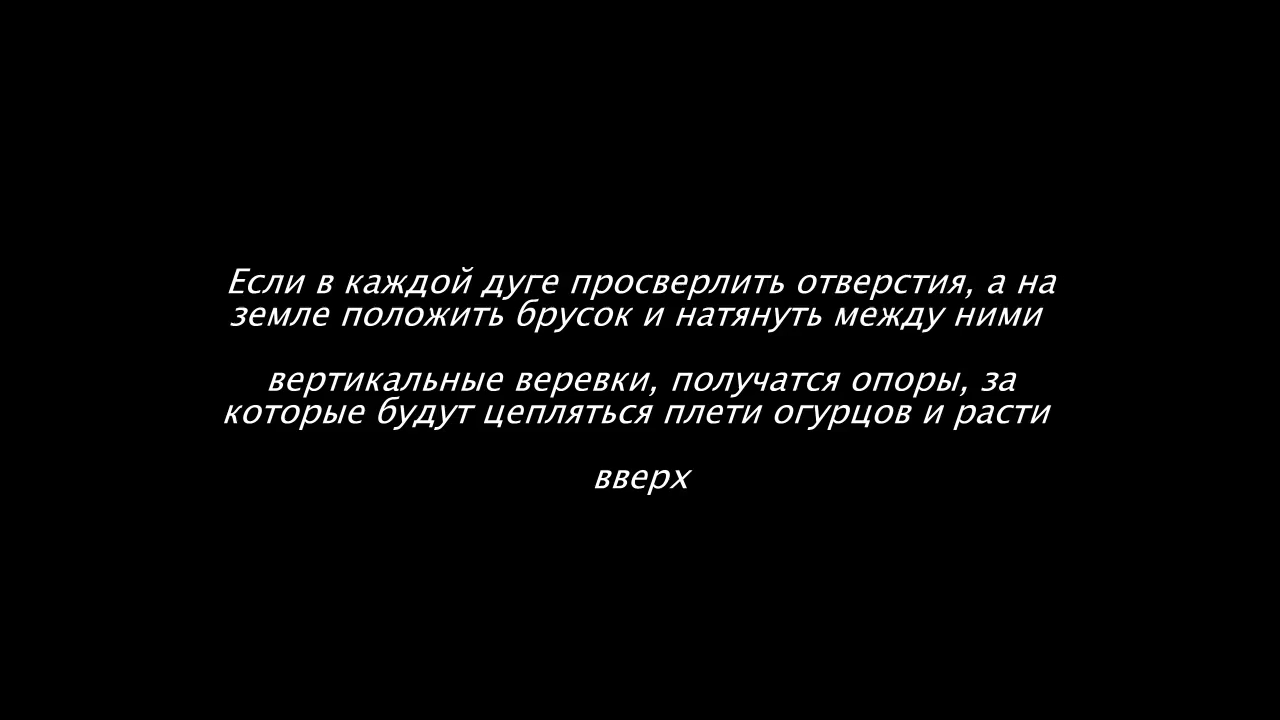 Если в каждой дуге просверлить отверстия, а на
земле положить брусок и натянуть между ними
вертикальные веревки, получатся опоры, за
которые будут цепляться плети огурцов и расти
вверх